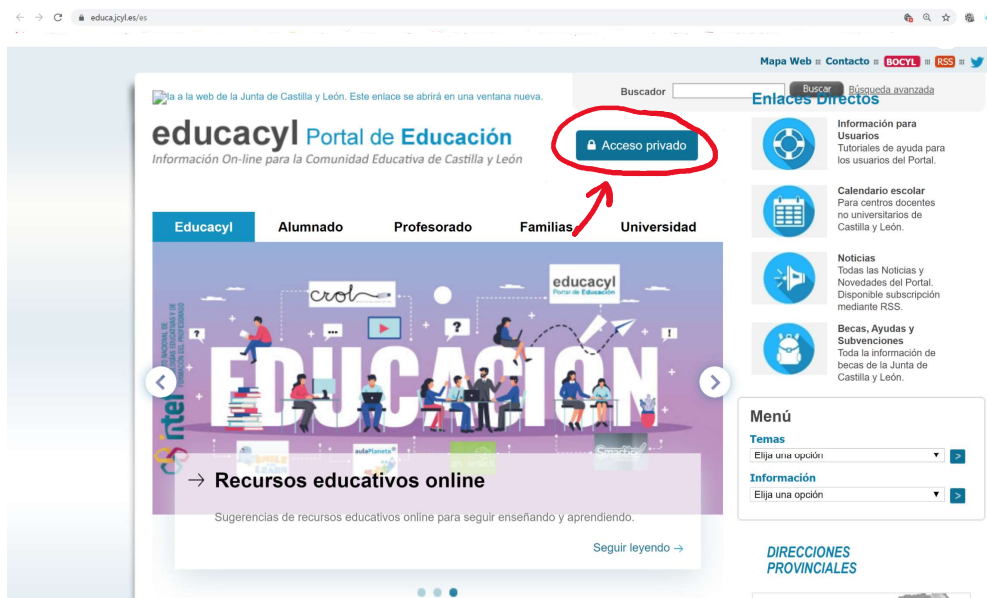 educa.jcyl.es/es
Mapa Web Contacto BOCYL RSS
Ir a la web de la Junta de Castilla y León. Este enlace se abrirá en una ventana nueva.
Buscador
Buscar
Búsqueda avanzada
educacyl Portal de Educación
Información On-line para la Comunidad Educativa de Castilla y León
Acceso privado
Enlaces Directos
Información para
Usuarios
Tutoriales de ayuda para
los usuarios del Portal.
Calendario escolar
Para centros docentes
no universitarios de
Castilla y León.
Noticias
Todas las Noticias y
Novedades del Portal.
Disponible subscripción
mediante RSS.
Becas, Ayudas y
Subvenciones
Toda la información de
becas de la Junta de
Castilla y León.
Educacyl Alumnado Profesorado Familias Universidad
crol
educacyl
Portal de Educación
EDUCACIÓN
intef
aulaPlaneta
SMILE
LEARN
Smartick
→ Recursos educativos online
Sugerencias de recursos educativos online para seguir enseñando y aprendiendo.
Seguir leyendo →
Menú
Temas
Elija una opción
>
Información
Elija una opción
>
DIRECCIONES
PROVINCIALES